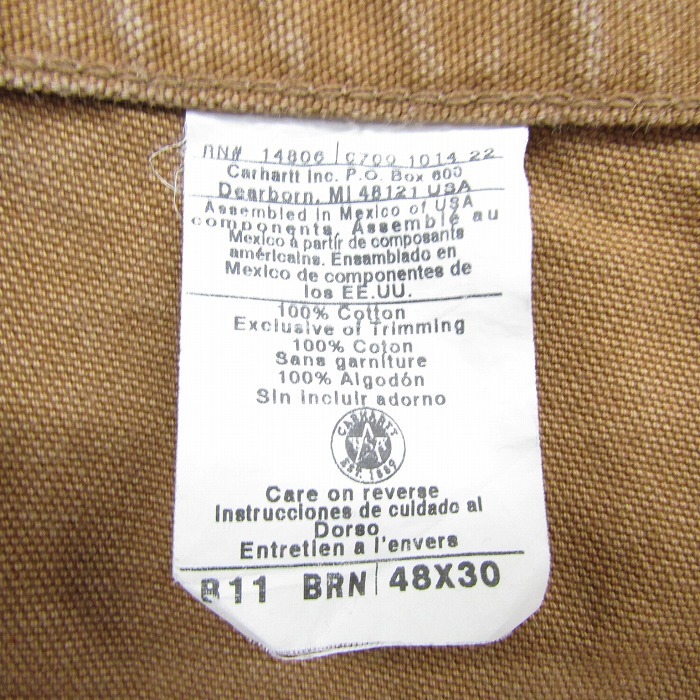 RN# 14806 0709 1014 22
Carhartt Inc. P.O. Box 600
Dearborn, MI 48121 USA
Assembled in Mexico of USA
components, Assemblé au
Mexico à partir de composants
américains. Ensamblado en
Mexico de componentes de
los EE.UU.
100% Cotton
Exclusive of Trimming
100% Coton
Sans garniture
100% Algodón
Sin incluir adorno
CARHARTT
EST. 1889
Care on reverse
Instrucciones de cuidado al
Dorso
Entretien a l'envers
B11 BRN 48X30